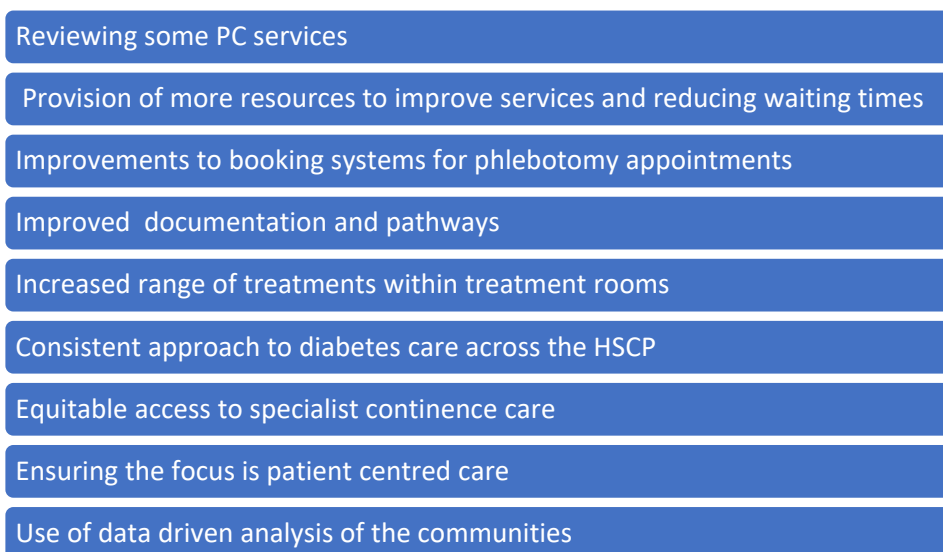 Reviewing some PC services
Provision of more resources to improve services and reducing waiting times
Improvements to booking systems for phlebotomy appointments
Improved  documentation and pathways
Increased range of treatments within treatment rooms
Consistent approach to diabetes care across the HSCP
Equitable access to specialist continence care
Ensuring the focus is patient centred care
Use of data driven analysis of the communities